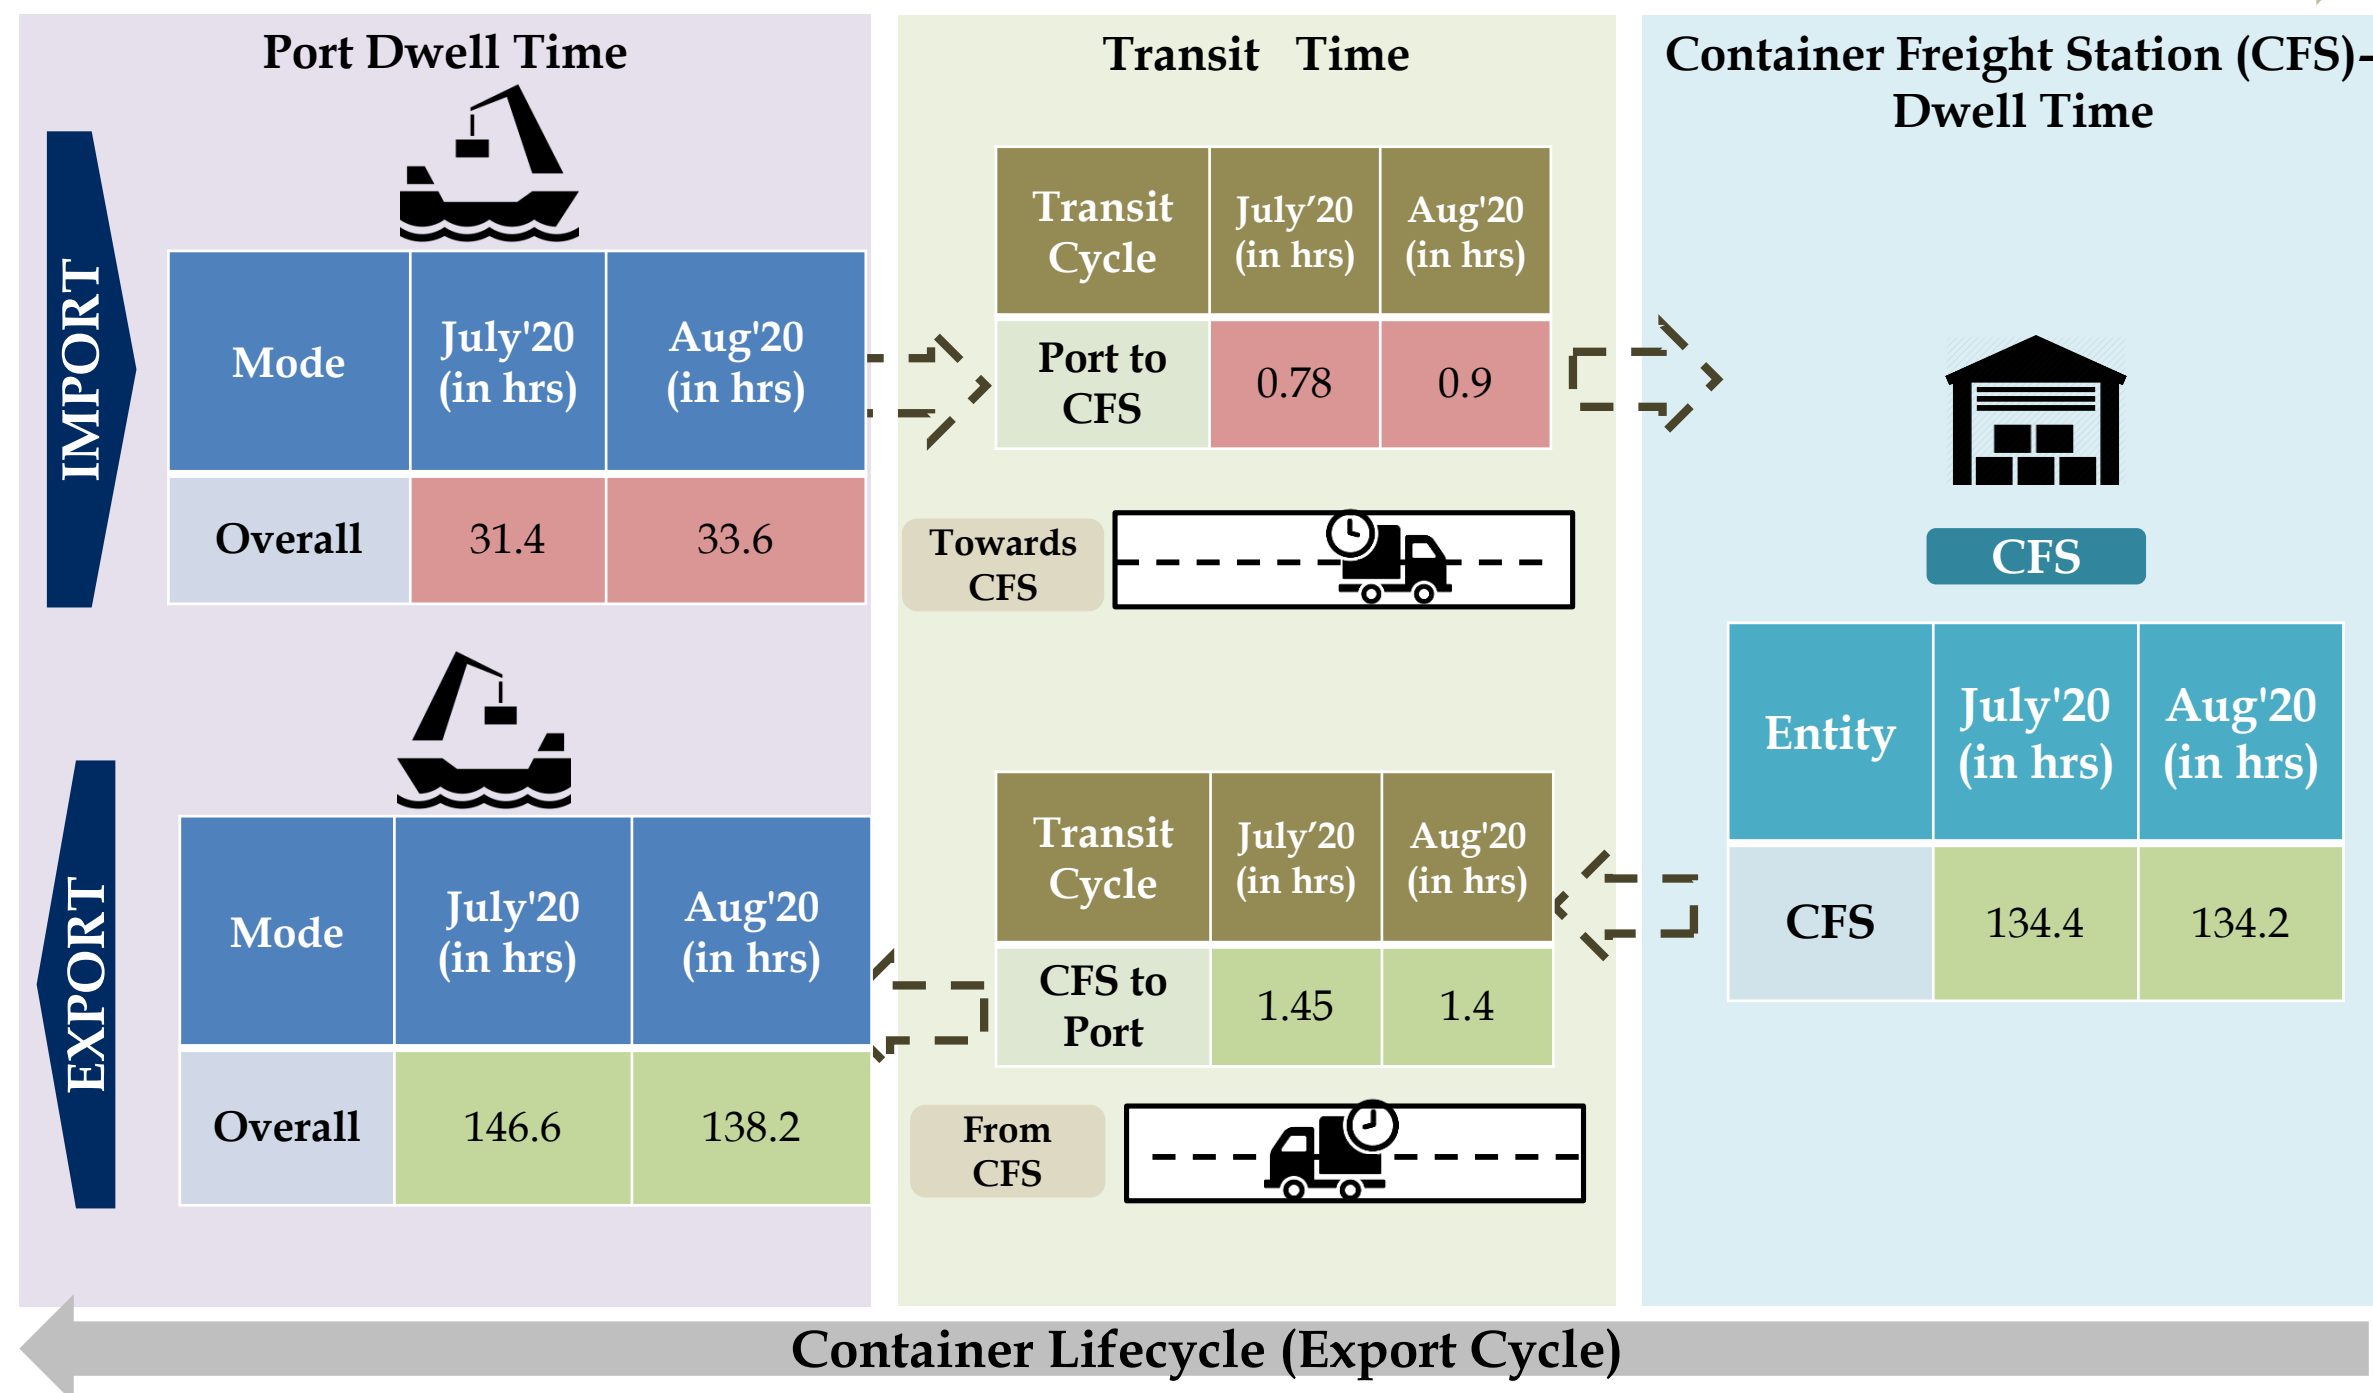 Port Dwell Time
IMPORT
Mode July'20 (in hrs) Aug'20 (in hrs)
Overall 31.4 33.6
EXPORT
Mode July'20 (in hrs) Aug'20 (in hrs)
Overall 146.6 138.2
Transit Time
Transit Cycle July’20 (in hrs) Aug'20 (in hrs)
Port to CFS 0.78 0.9
Towards
CFS
Transit Cycle July’20 (in hrs) Aug'20 (in hrs)
CFS to Port 1.45 1.4
From
CFS
Container Freight Station (CFS)-
Dwell Time
CFS
Entity July'20 (in hrs) Aug'20 (in hrs)
CFS 134.4 134.2
Container Lifecycle (Export Cycle)